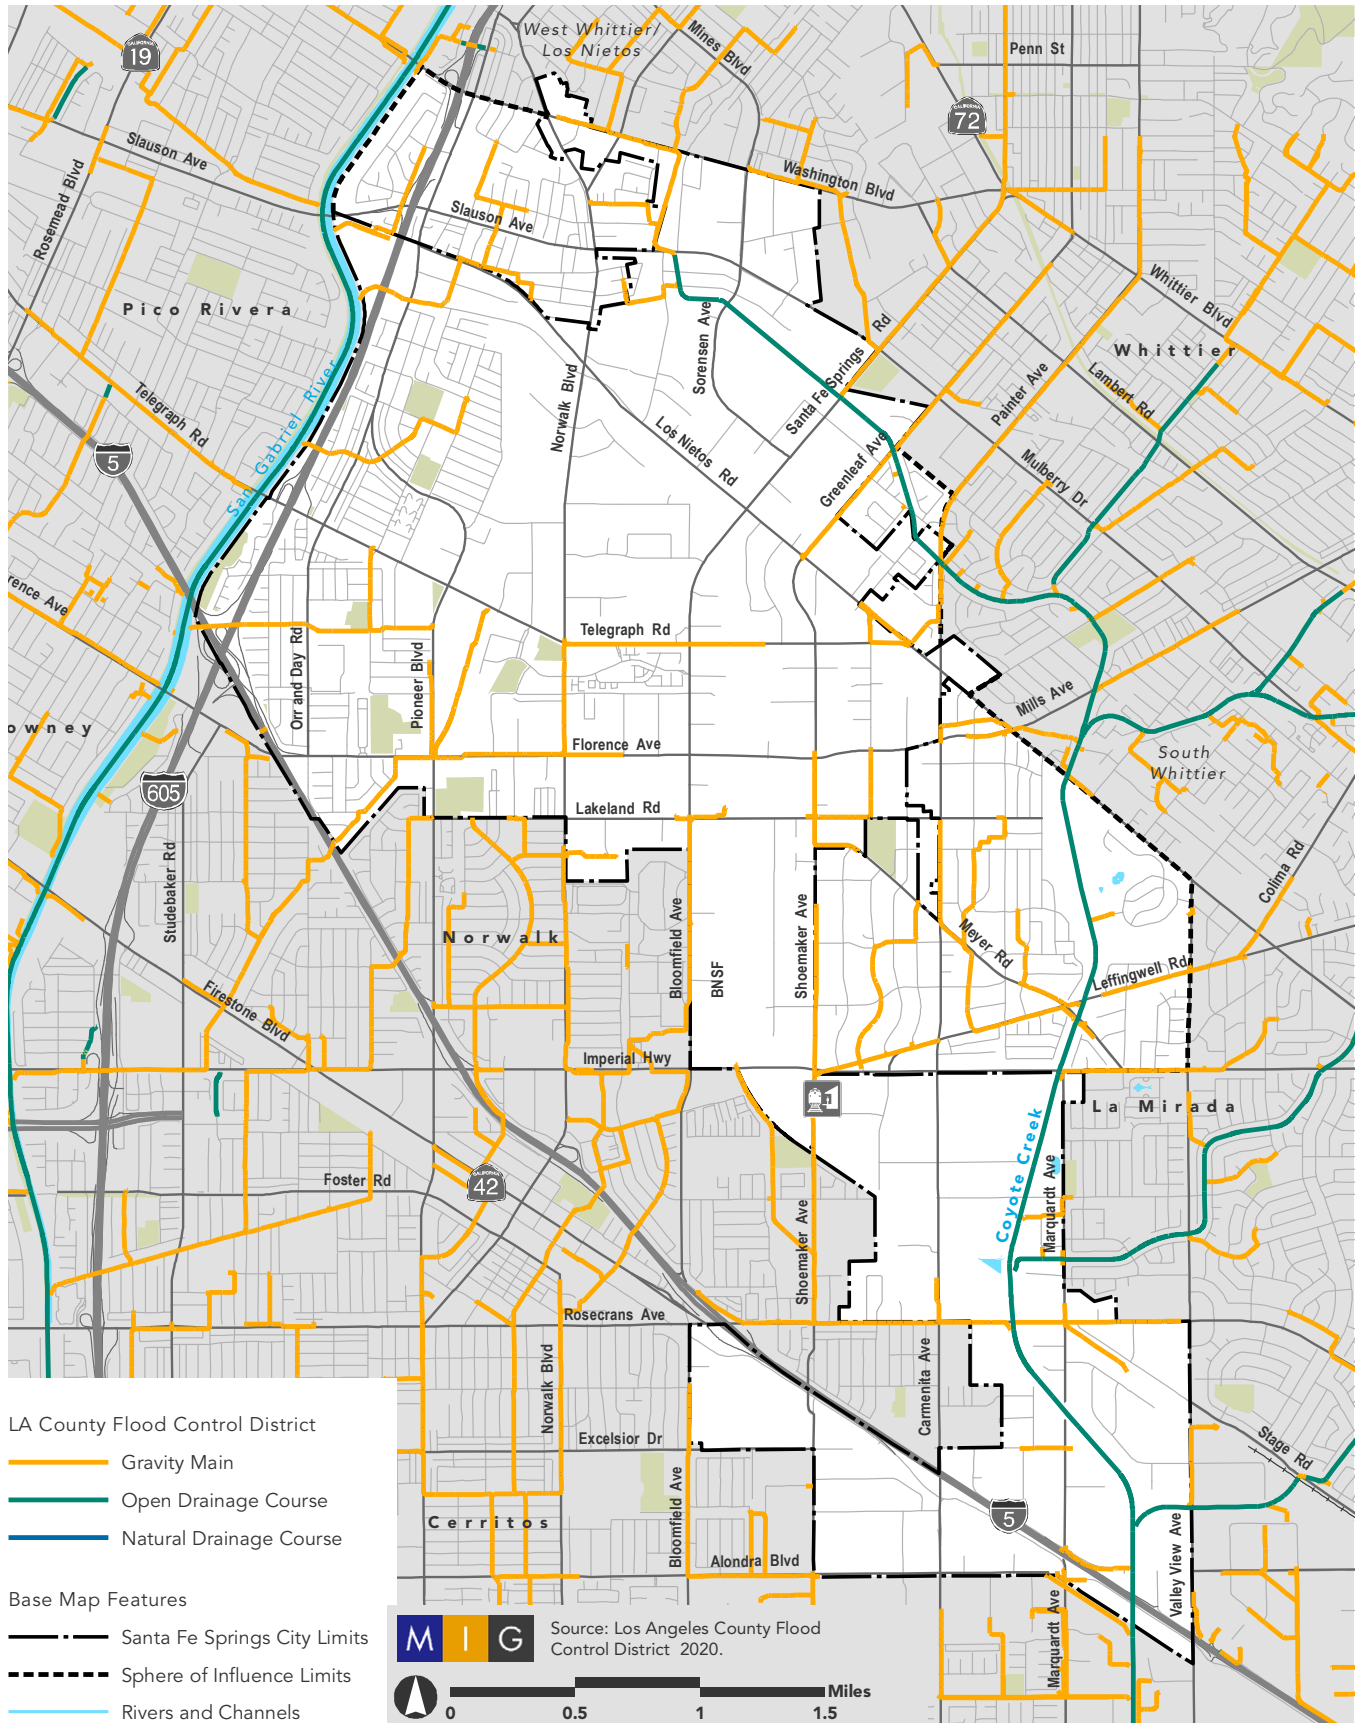 West Whittier/
Los Nietos
Mines Blvd
Penn St
CALIFORNIA
19
CALIFORNIA
72
Slauson Ave
Washington Blvd
Rosemead Blvd
Slauson Ave
Whittier Blvd
Pico Rivera
Sorensen Ave
Santa Fe Springs Rd
Whittier
Painter Ave
Lambert Rd
Telegraph Rd
San Gabriel River
Norwalk Blvd
Los Nietos Rd
Greenleaf Ave
Mulberry Dr
5
rence Ave
Telegraph Rd
Orr and Day Rd
Pioneer Blvd
Mills Ave
owney
Florence Ave
South
Whittier
605
Lakeland Rd
Studebaker Rd
Colima Rd
Norwalk
Bloomfield Ave
BNSF
Shoemaker Ave
Meyer Rd
Leffingwell Rd
Firestone Blvd
Imperial Hwy
La Mirada
Coyote Creek
Marquardt Ave
Foster Rd
CALIFORNIA
42
Shoemaker Ave
Rosecrans Ave
Norwalk Blvd
Carmenita Ave
Excelsior Dr
Stage Rd
Bloomfield Ave
5
Cerritos
Alondra Blvd
Valley View Ave
Marquardt Ave
LA County Flood Control District
Gravity Main
Open Drainage Course
Natural Drainage Course
Base Map Features
Santa Fe Springs City Limits
Sphere of Influence Limits
Rivers and Channels
M I G
Source: Los Angeles County Flood
Control District 2020.
Miles
0 0.5 1 1.5